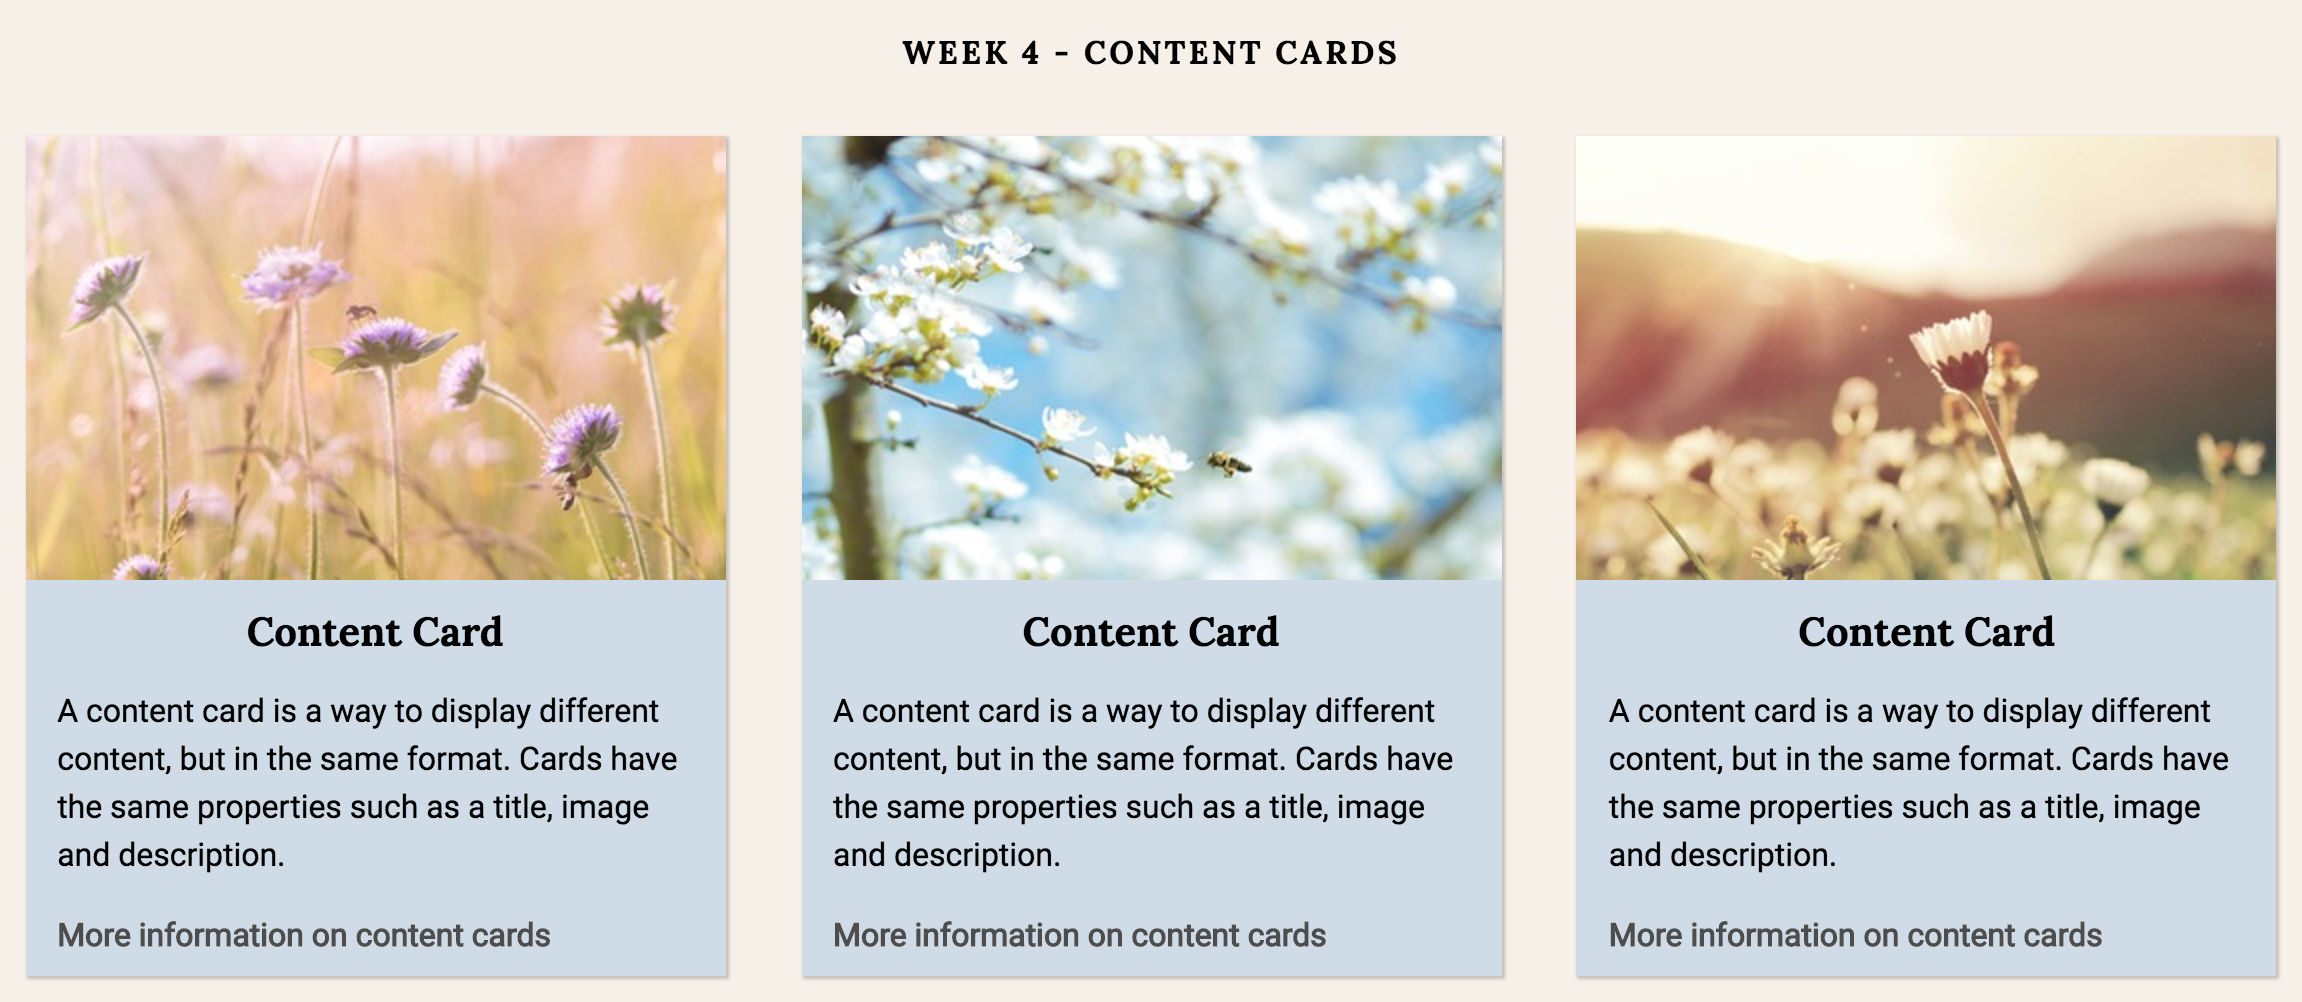 WEEK 4 - CONTENT CARDS
Content Card
A content card is a way to display different
content, but in the same format. Cards have
the same properties such as a title, image
and description.
More information on content cards
Content Card
A content card is a way to display different
content, but in the same format. Cards have
the same properties such as a title, image
and description.
More information on content cards
Content Card
A content card is a way to display different
content, but in the same format. Cards have
the same properties such as a title, image
and description.
More information on content cards